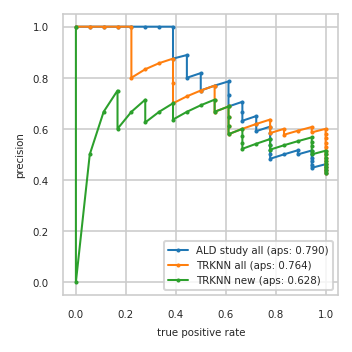 1.0
0.8
0.6
0.4
0.2
0.0
precision
ALD study all (aps: 0.790)
TRKNN all (aps: 0.764)
TRKNN new (aps: 0.628)
0.0 0.2 0.4 0.6 0.8 1.0
true positive rate